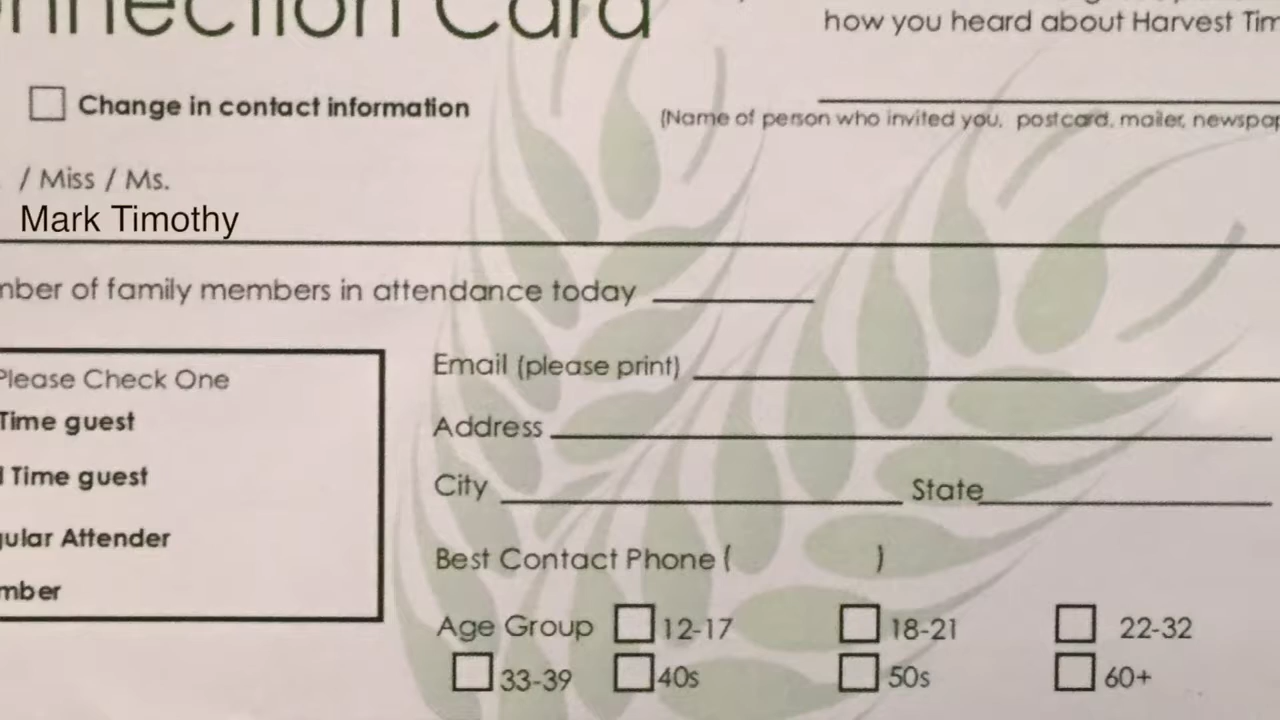 nnection Card
how you heard about Harvest Tim
Change in contact information
(Name of person who invited you, postcard, mailer, newspap
/ Miss / Ms.
Mark Timothy
mber of family members in attendance today
Email (please print)
Please Check One
Time guest
Address
Time guest
City State
gular Attender
Best Contact Phone ( )
mber
Age Group 12-17 18-21 22-32
33-39 40s 50s 60+